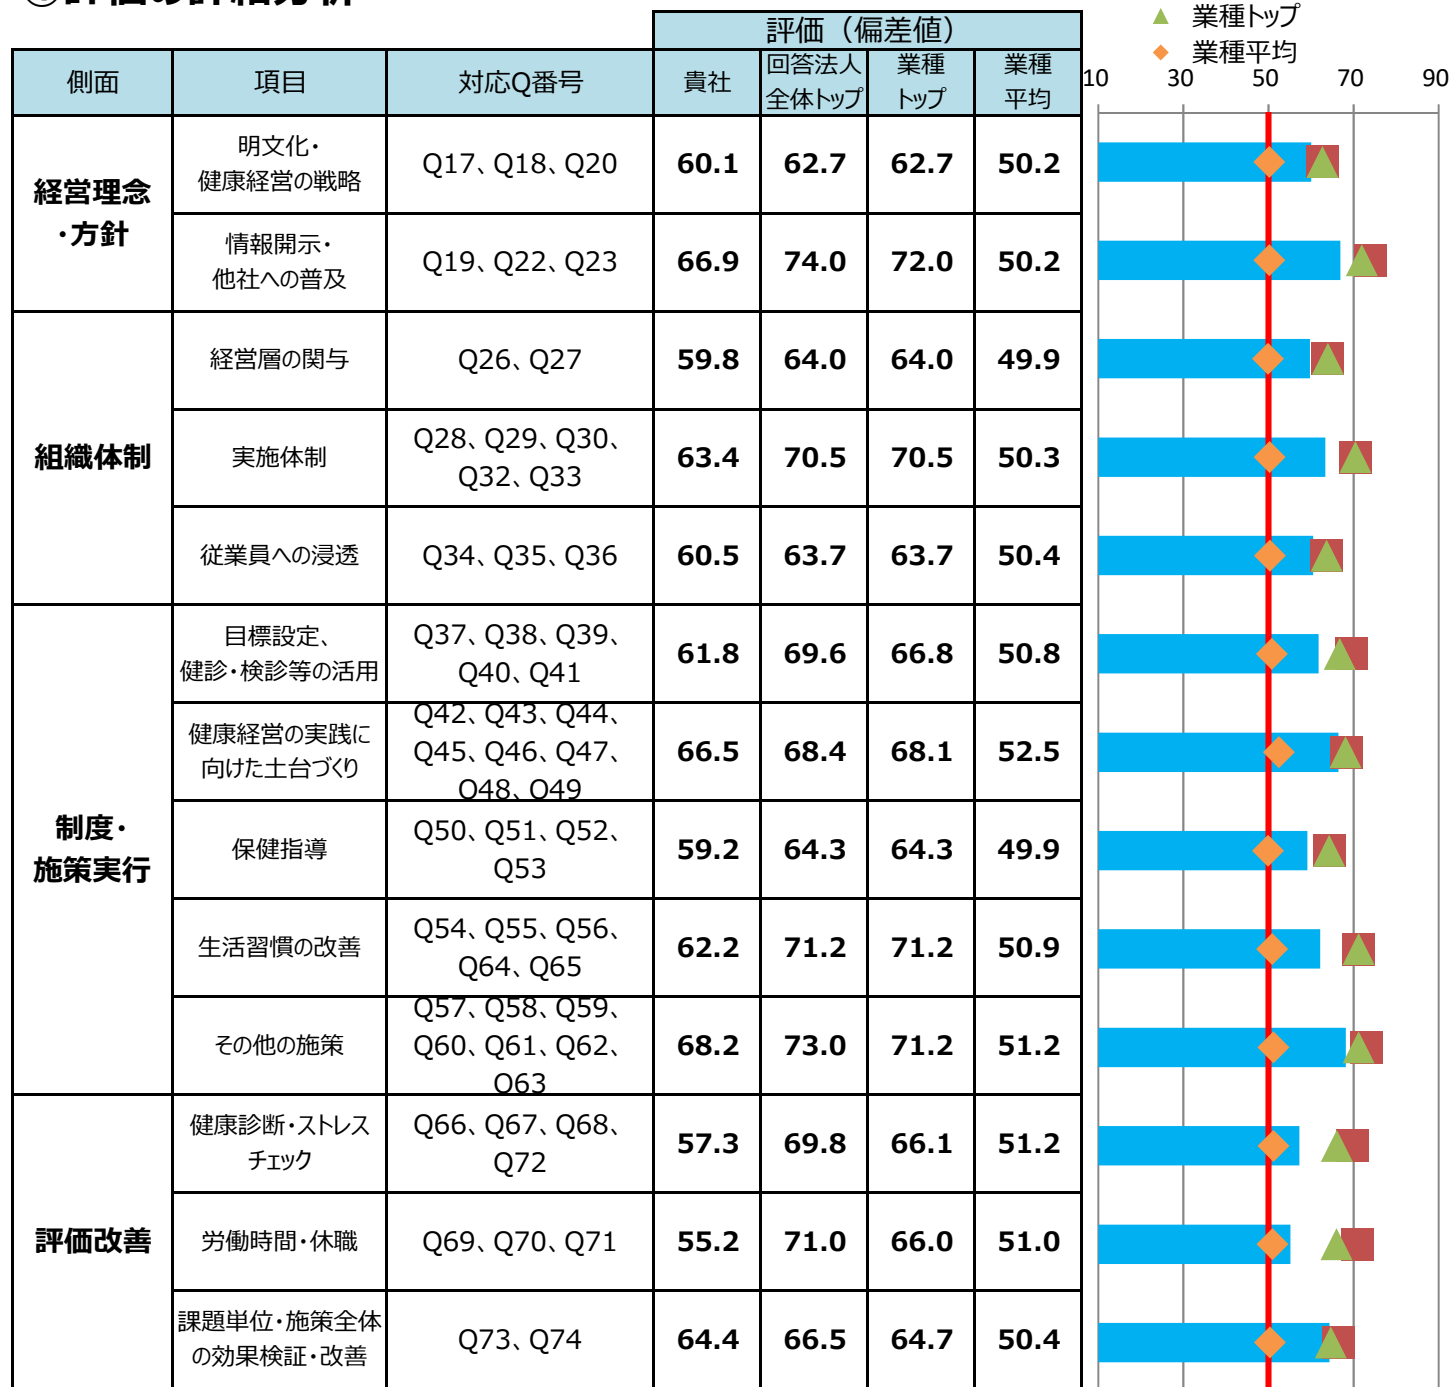 ①評価の詳細分析
評価（偏差値）
▲ 業種トップ
◆ 業種平均
側面 項目 対応Q番号 貴社 回答法人 業種 業種
全体トップ トップ 平均
10 30 50 70 90
経営理念
・方針
明文化・
健康経営の戦略
Q17、Q18、Q20 60.1 62.7 62.7 50.2
情報開示・
他社への普及
Q19、Q22、Q23 66.9 74.0 72.0 50.2
組織体制
経営層の関与 Q26、Q27 59.8 64.0 64.0 49.9
実施体制
Q28、Q29、Q30、
Q32、Q33
63.4 70.5 70.5 50.3
従業員への浸透 Q34、Q35、Q36 60.5 63.7 63.7 50.4
制度・
施策実行
目標設定、
健診・検診等の活用
Q37、Q38、Q39、
Q40、Q41
61.8 69.6 66.8 50.8
健康経営の実践に
向けた土台づくり
Q42、Q43、Q44、
Q45、Q46、Q47、
Q48、Q49
66.5 68.4 68.1 52.5
保健指導
Q50、Q51、Q52、
Q53
59.2 64.3 64.3 49.9
生活習慣の改善
Q54、Q55、Q56、
Q64、Q65
62.2 71.2 71.2 50.9
その他の施策
Q57、Q58、Q59、
Q60、Q61、Q62、
Q63
68.2 73.0 71.2 51.2
評価改善
健康診断・ストレス
チェック
Q66、Q67、Q68、
Q72
57.3 69.8 66.1 51.2
労働時間・休職 Q69、Q70、Q71 55.2 71.0 66.0 51.0
課題単位・施策全体
の効果検証・改善
Q73、Q74 64.4 66.5 64.7 50.4